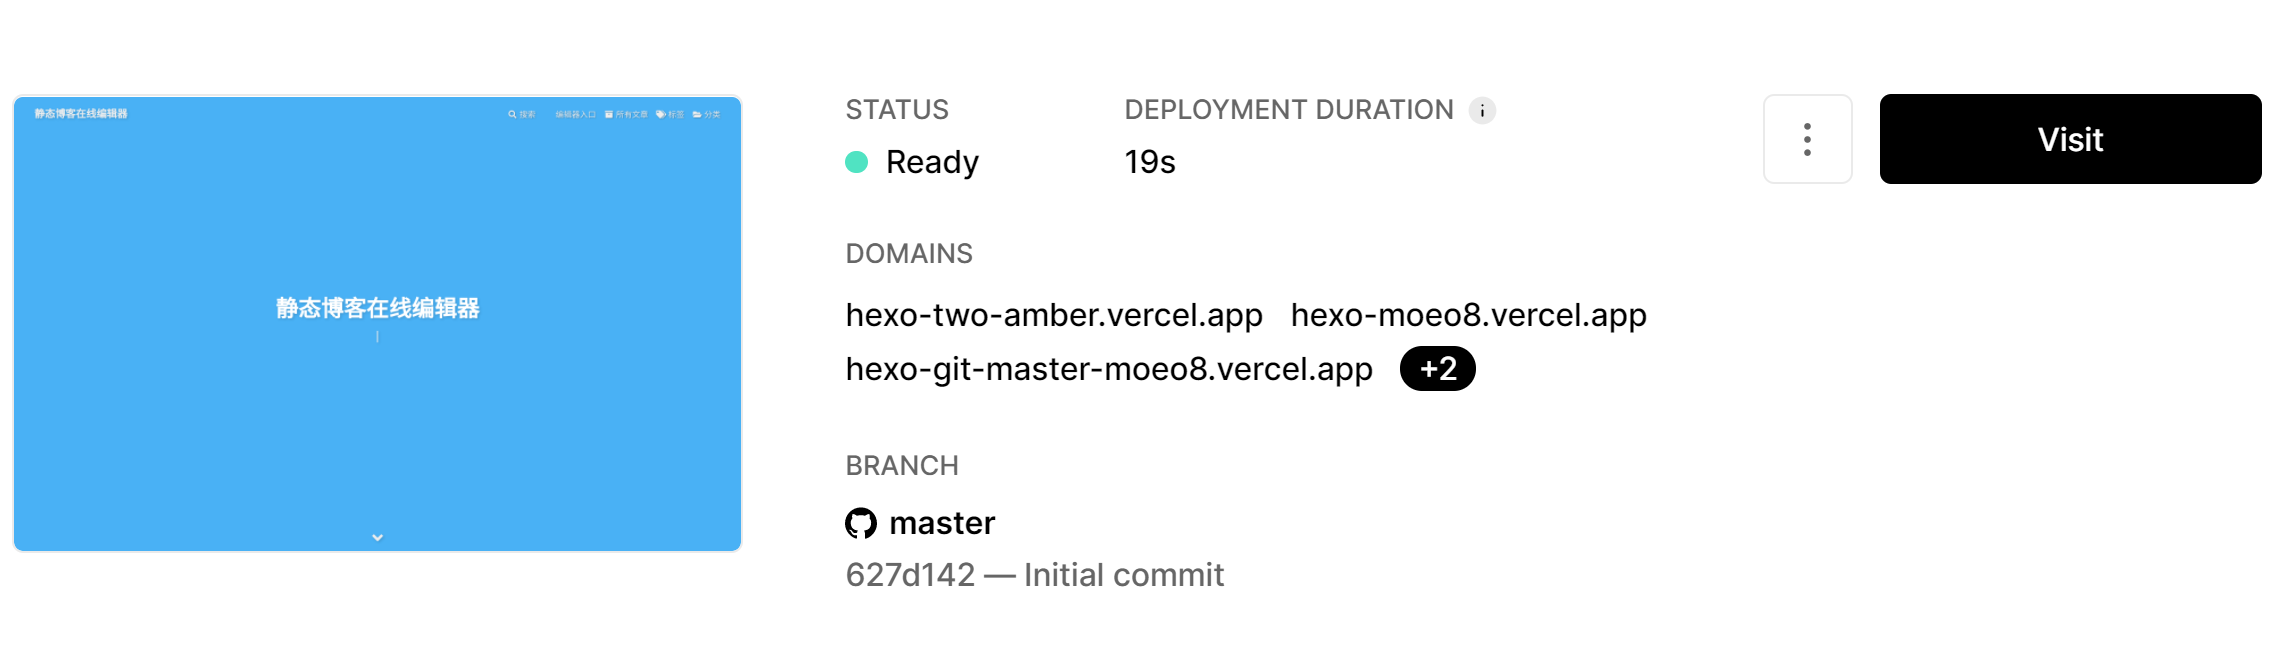 静态博客在线编辑器
搜索 编辑器入口 所有文章 标签 分类
静态博客在线编辑器
STATUS
Ready
DEPLOYMENT DURATION i
19s
Visit
DOMAINS
hexo-two-amber.vercel.app hexo-moeo8.vercel.app
hexo-git-master-moeo8.vercel.app +2
BRANCH
master
627d142 — Initial commit